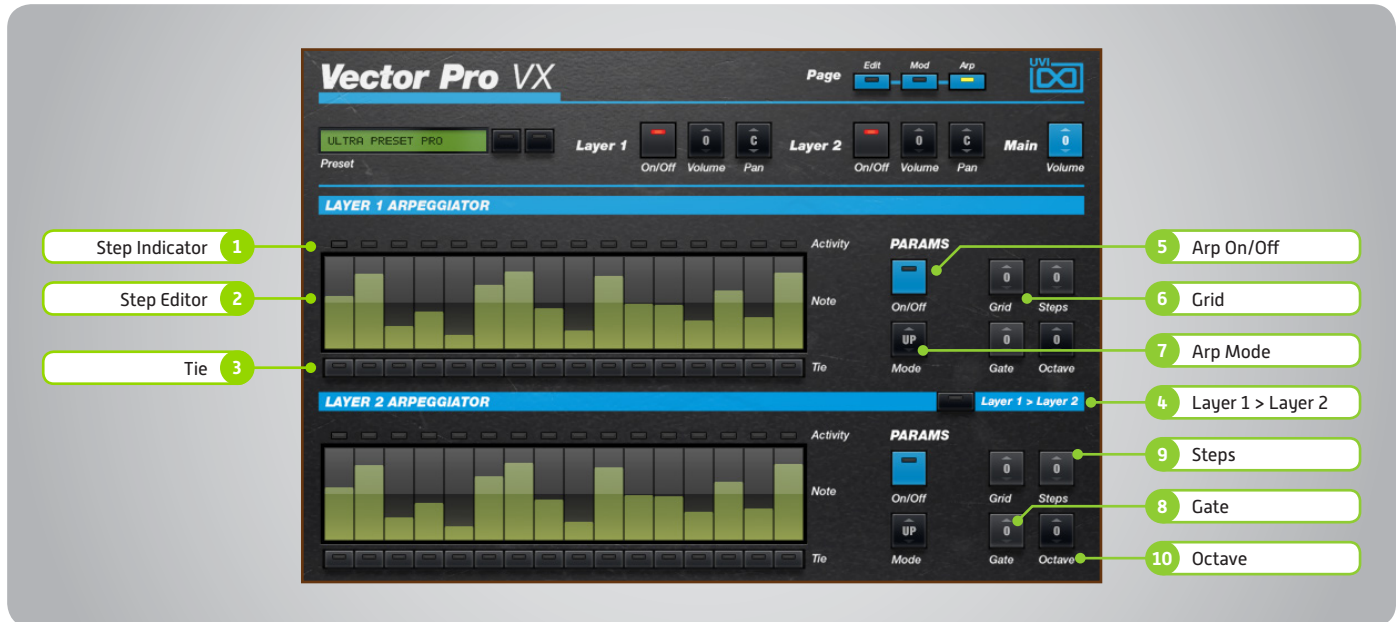 Vector Pro VX
Page Edit Mod Arp UVI
ULTRA PRESET PRO
Preset
Layer 1 0 C
On/Off Volume Pan
Layer 2 0 C
On/Off Volume Pan
Main 0
Volume
LAYER 1 ARPEGGIATOR
Step Indicator 1
Activity
Step Editor 2
Note
Tie 3
Tie
PARAMS
0 0
On/Off Grid Steps
UP 0 0
Mode Gate Octave
5 Arp On/Off
6 Grid
7 Arp Mode
LAYER 2 ARPEGGIATOR
Layer 1 > Layer 2
4 Layer 1 > Layer 2
Activity
Note
Tie
PARAMS
0 0
On/Off Grid Steps
UP 0 0
Mode Gate Octave
9 Steps
8 Gate
10 Octave